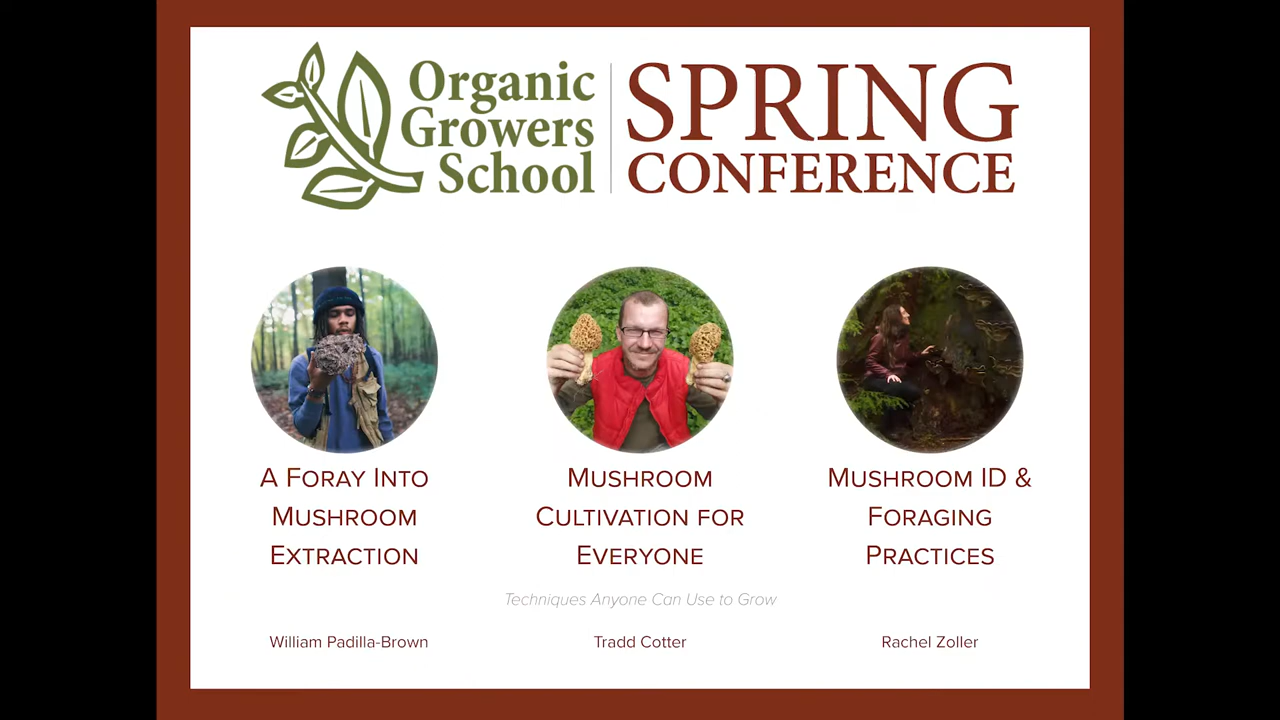 Organic
Growers
School
SPRING
CONFERENCE
A Foray Into
Mushroom
Extraction
Mushroom
Cultivation for
Everyone
Mushroom ID &
Foraging
Practices
Techniques Anyone Can Use to Grow
William Padilla-Brown
Tradd Cotter
Rachel Zoller